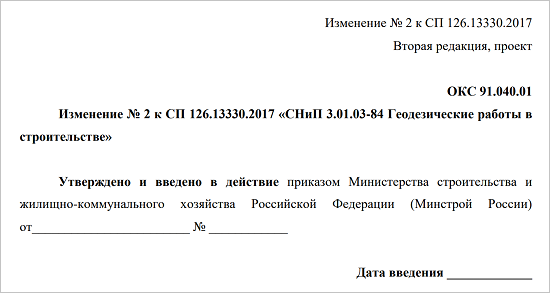 Изменение № 2 к СП 126.13330.2017
Вторая редакция, проект
ОКС 91.040.01
Изменение № 2 к СП 126.13330.2017 «СНиП 3.01.03-84 Геодезические работы в
строительстве»
Утверждено и введено в действие приказом Министерства строительства и
жилищно-коммунального хозяйства Российской Федерации (Минстрой России)
от______________________ № ___________
Дата введения ____________